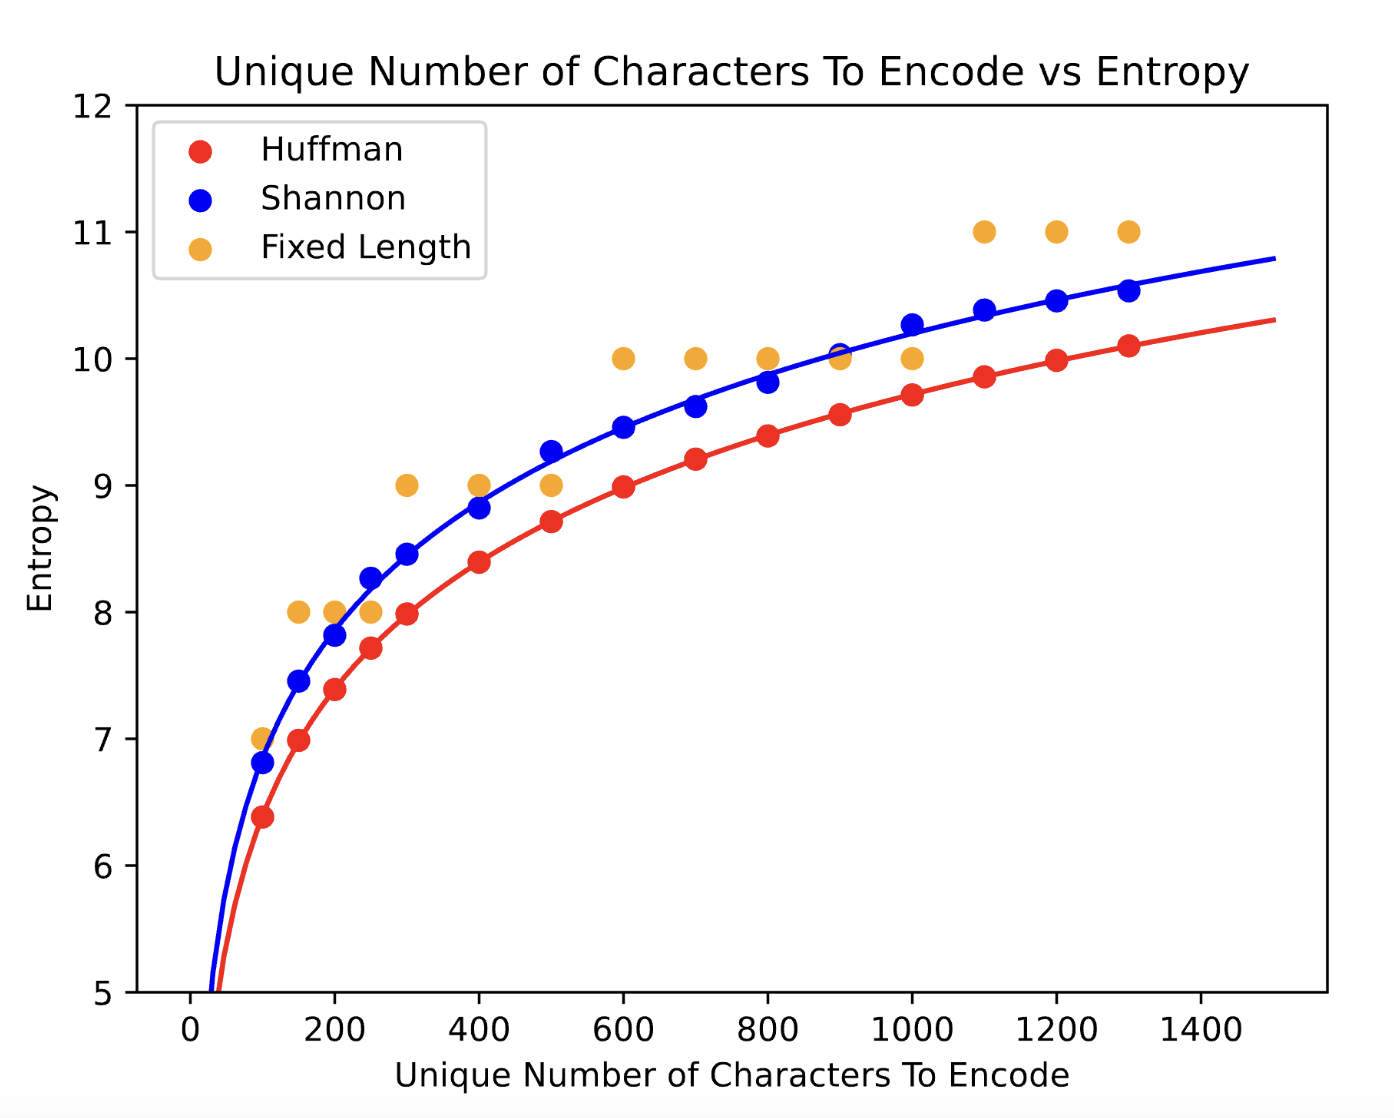 Unique Number of Characters To Encode vs Entropy
12
11
10
9
8
7
6
5
Huffman
Shannon
Fixed Length
Entropy
0 200 400 600 800 1000 1200 1400
Unique Number of Characters To Encode